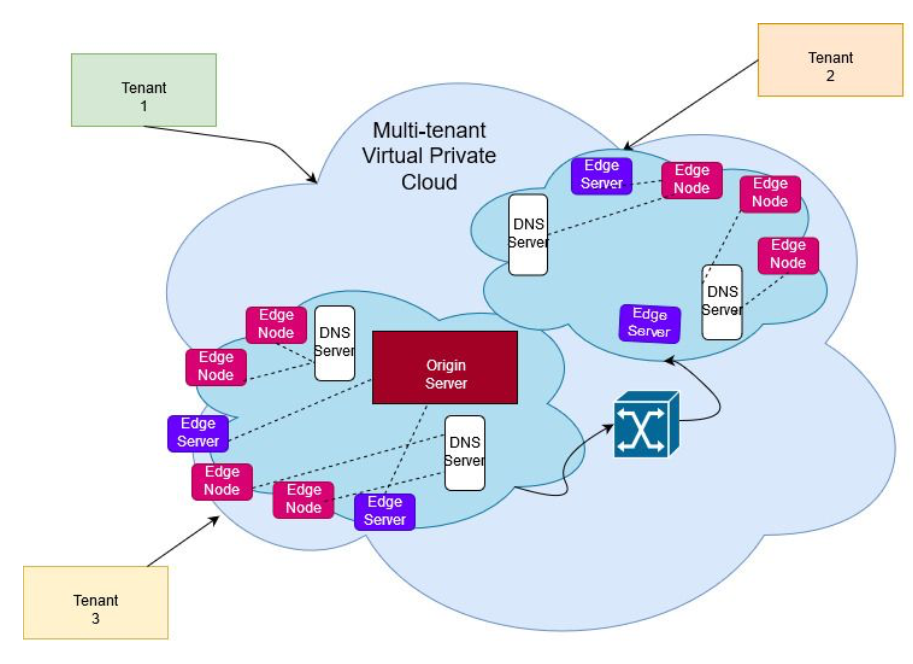 Tenant
1
Tenant
2
Multi-tenant
Virtual Private
Cloud
Edge
Server
Edge
Node
Edge
Node
DNS
Server
Edge
Node
DNS
Server
Edge
Server
Edge
Node
DNS
Server
Edge
Node
Origin
Server
Edge
Server
DNS
Server
Edge
Node
Edge
Node
Edge
Server
Tenant
3